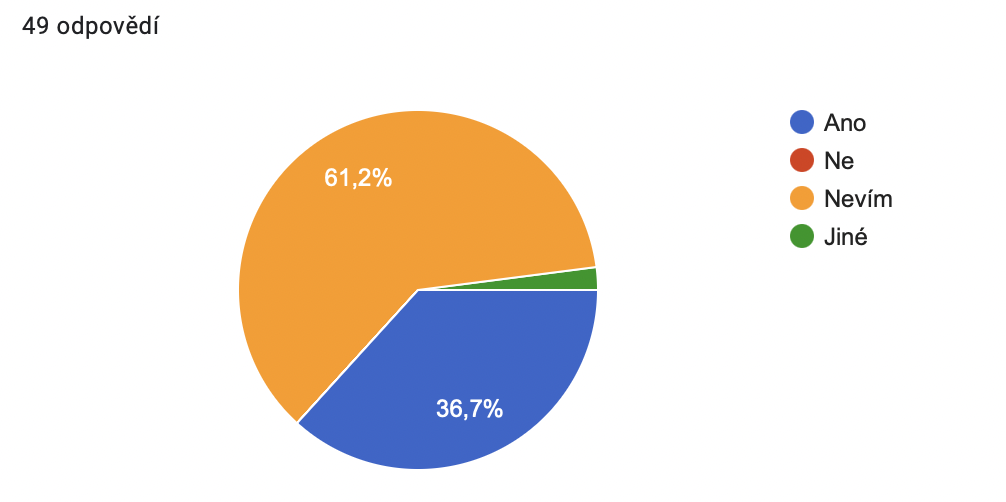 49 odpovědí
61,2%
36,7%
Ano
Ne
Nevím
Jiné